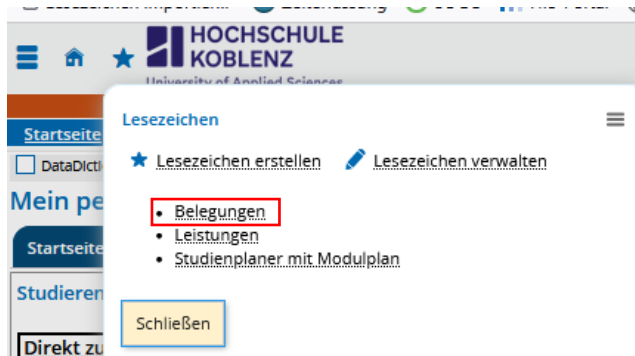 HOCHSCHULE
KOBLENZ
University of Applied Sciences
Lesezeichen
Startseite
Lesezeichen erstellen
Lesezeichen verwalten
DataDicti
Mein pe
Belegungen
Leistungen
Startseite
Studienplaner mit Modulplan
Studieren
Schließen
Direkt zu